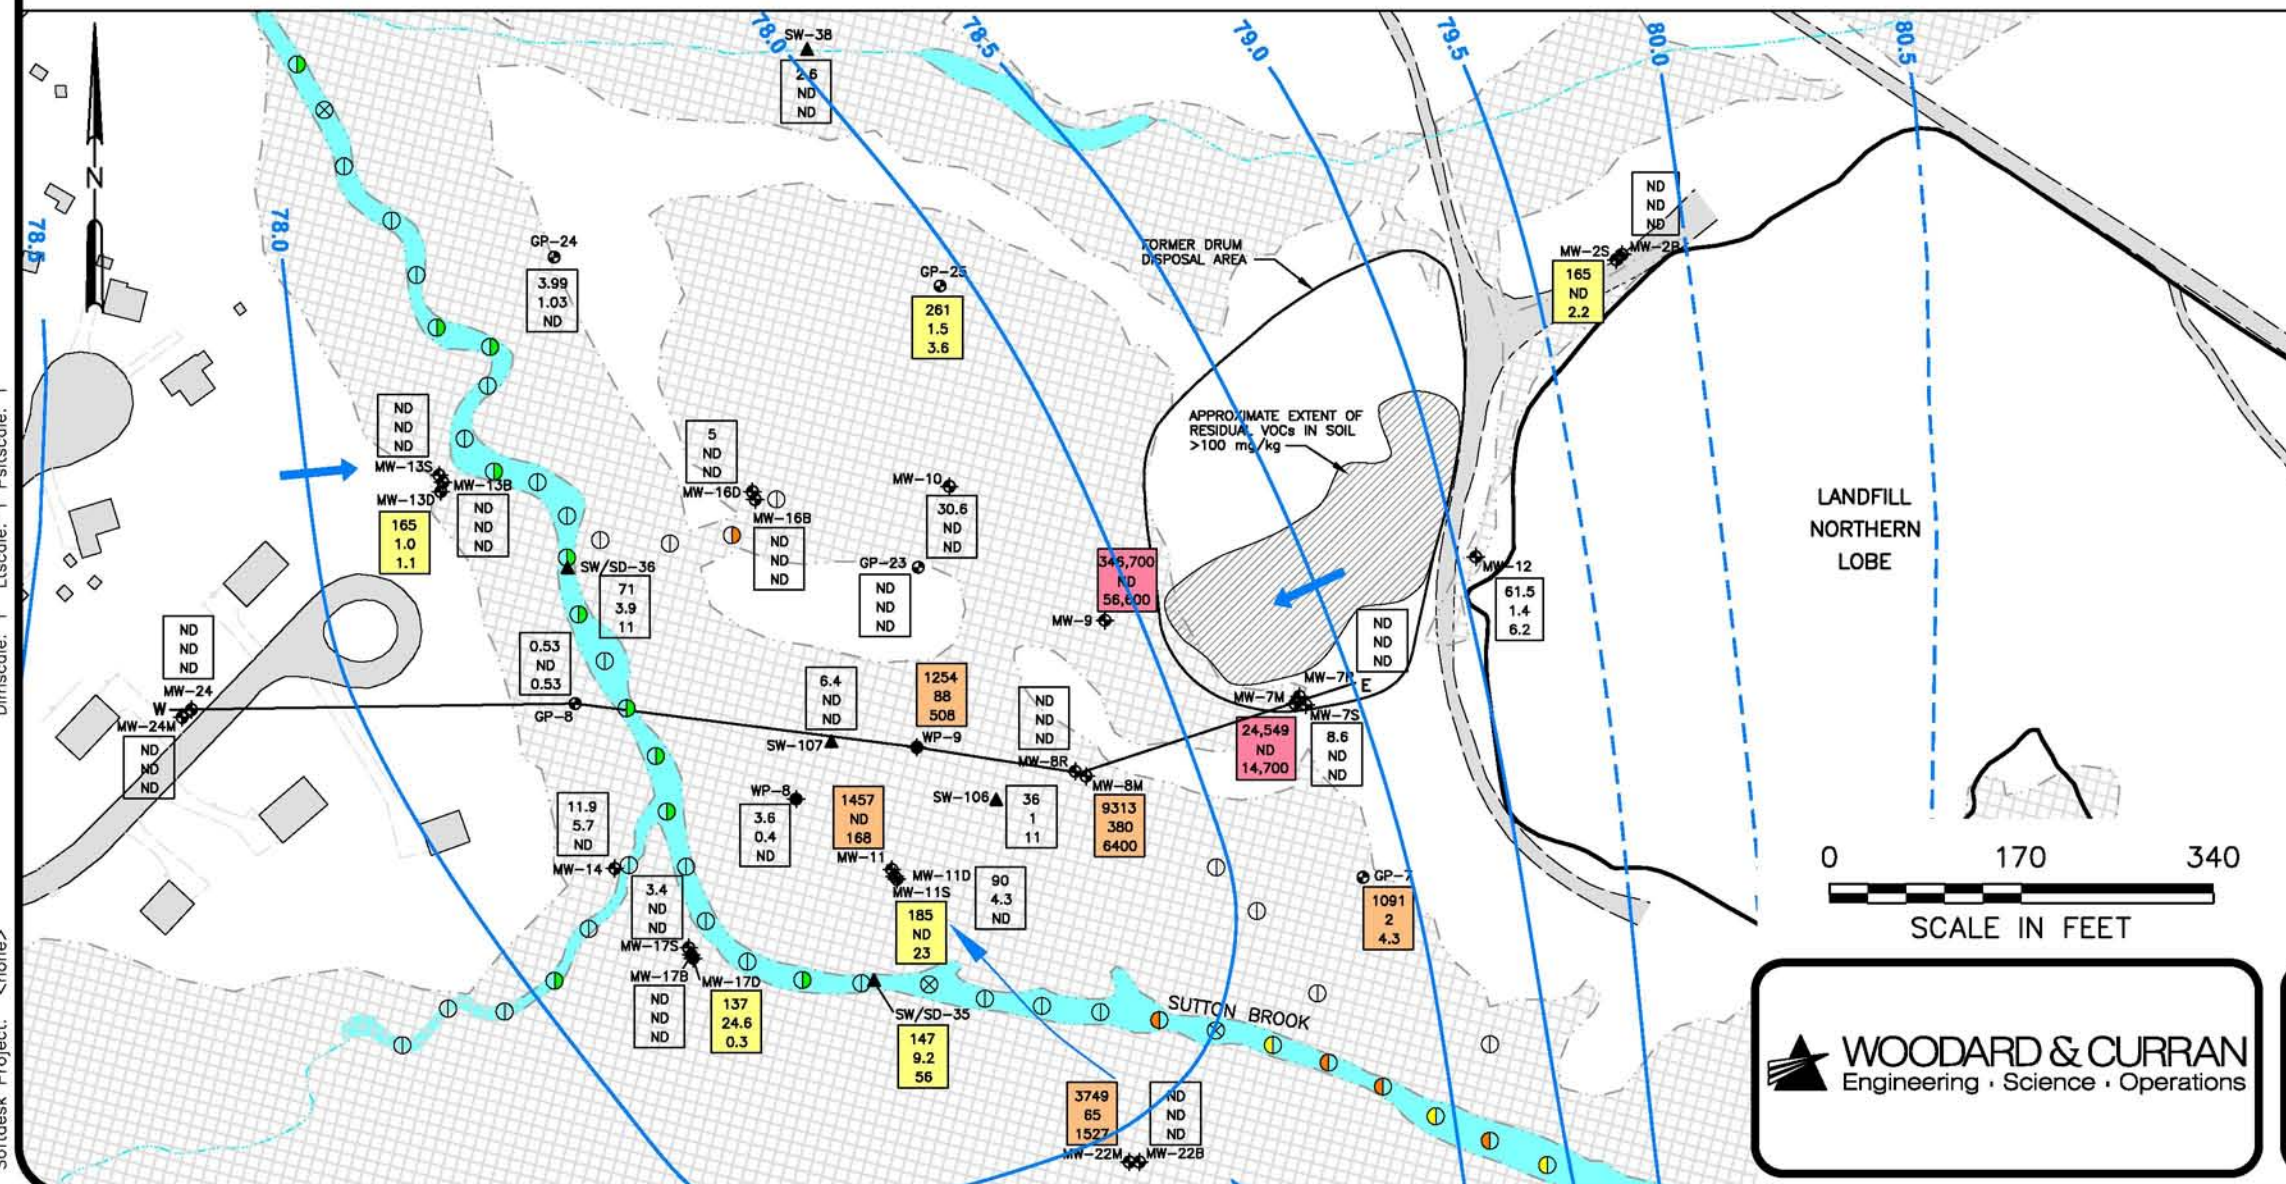 78.0
SW-38
2.6
ND
ND
78.5
79.0
79.5
80.0
80.5
N
78.5
78.0
GP-24
3.99
1.03
ND
GP-25
261
1.5
3.6
FORMER DRUM
DISPOSAL AREA
ND
ND
ND
MW-2S
MW-2B
165
ND
2.2
APPROXIMATE EXTENT OF
RESIDUAL VOCs IN SOIL
>100 mg/kg
ND
ND
ND
MW-13S
MW-13B
MW-13D
165
1.0
1.1
ND
ND
ND
5
ND
ND
MW-16D
MW-16B
ND
ND
ND
MW-10
30.6
ND
ND
GP-23
ND
ND
ND
346,700
ND
56,600
MW-9
LANDFILL
NORTHERN
LOBE
MW-12
61.5
1.4
6.2
SW/SD-36
71
3.9
11
ND
ND
ND
MW-24
W
MW-24M
ND
ND
ND
0.53
ND
0.53
GP-8
6.4
ND
ND
SW-107
1254
88
508
WP-9
ND
ND
ND
MW-8R
MW-8M
9313
380
6400
ND
ND
ND
MW-7R
E
MW-7M
MW-7S
24,549
ND
14,700
8.6
ND
ND
11.9
5.7
ND
MW-14
WP-8
3.6
0.4
ND
1457
ND
168
MW-11
MW-11D
MW-11S
185
ND
23
90
4.3
ND
SW-106
36
1
11
GP-7
1091
2
4.3
3.4
ND
ND
MW-17S
MW-17B
MW-17D
ND
ND
ND
137
24.6
0.3
SW/SD-35
147
9.2
56
SUTTON BROOK
3749
65
1527
ND
ND
ND
MW-22M
MW-22B
0 170 340
SCALE IN FEET
WOODARD & CURRAN
Engineering · Science · Operations
Softdesk Project: <none>